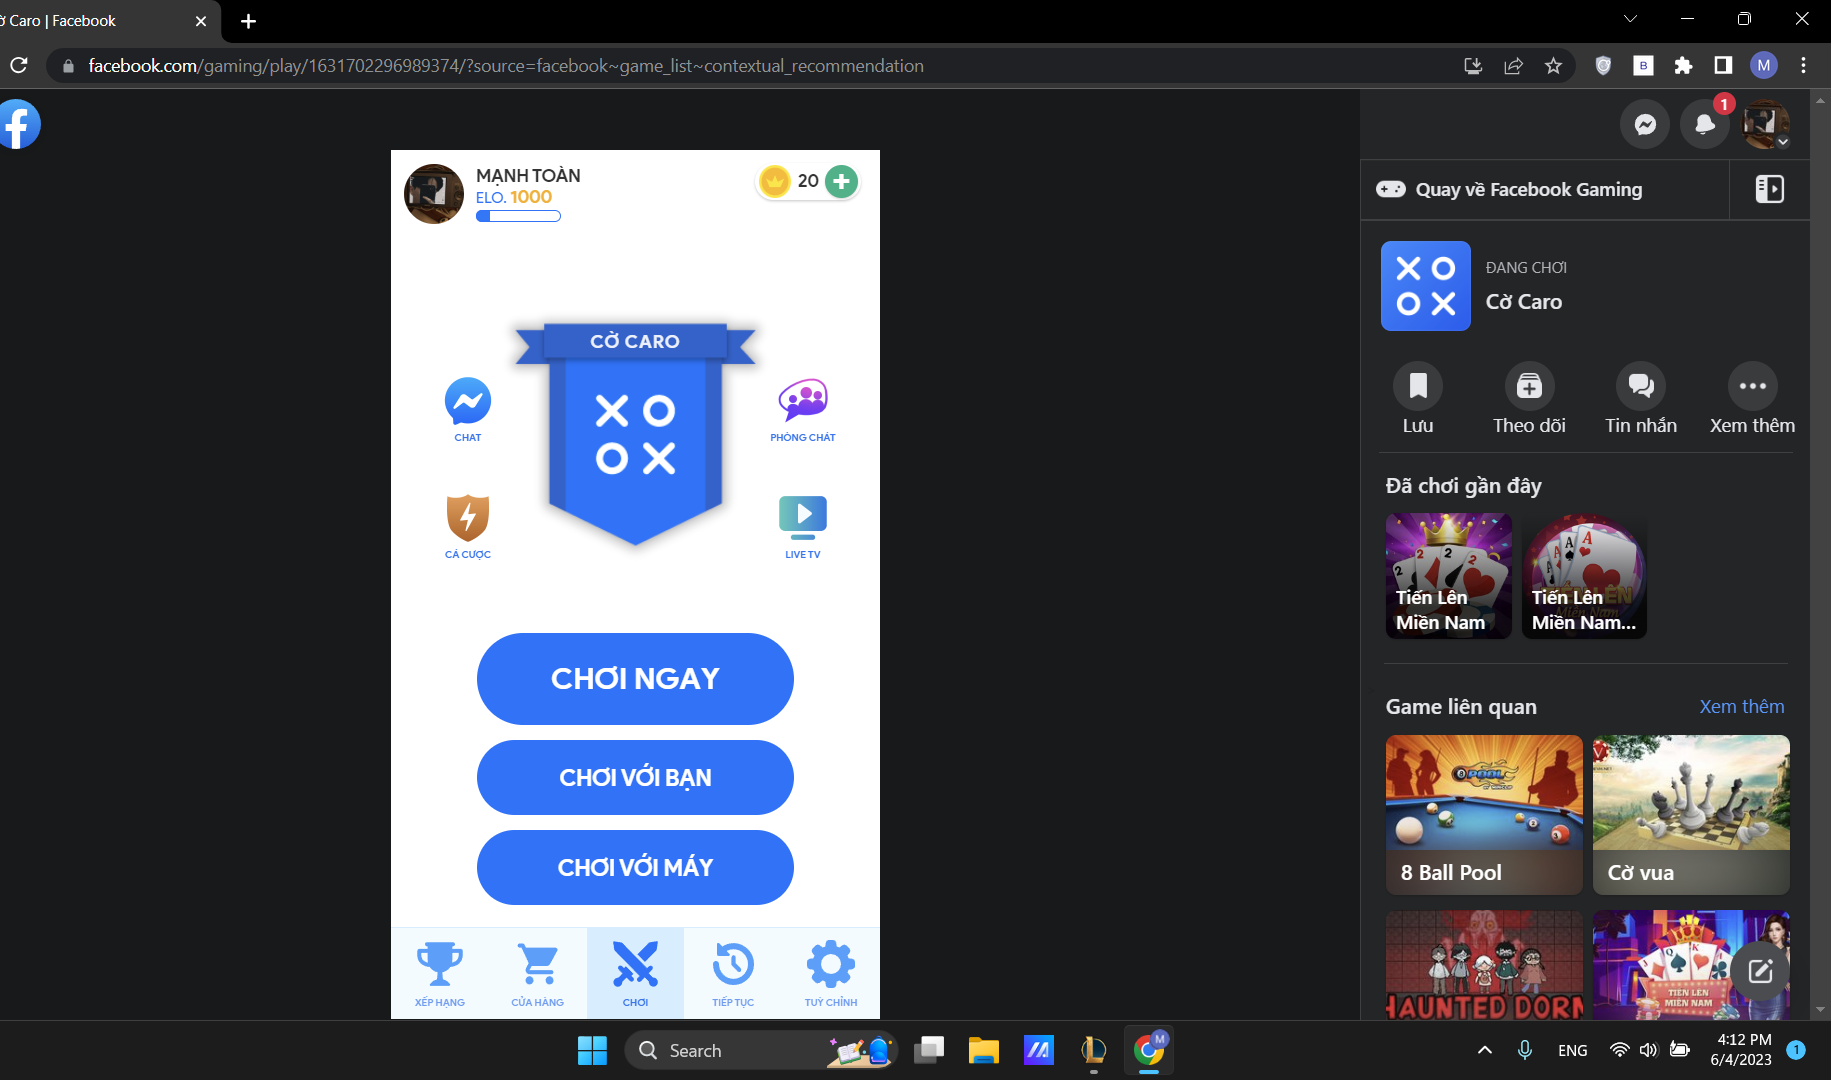 ờ Caro | Facebook
facebook.com/gaming/play/1631702296989374/?source=facebook~game_list~contextual_recommendation
B
M
1
MẠNH TOÀN
ELO. 1000
20
Quay về Facebook Gaming
ĐANG CHƠI
Cờ Caro
CỜ CARO
CHAT
PHÒNG CHÁT
CÁ CƯỢC
LIVE TV
Lưu
Theo dõi
Tin nhắn
Xem thêm
Đã chơi gần đây
Tiến Lên
Miền Nam
Tiến Lên
Miền Nam...
CHƠI NGAY
CHƠI VỚI BẠN
CHƠI VỚI MÁY
Game liên quan
Xem thêm
8 POOL
8 Ball Pool
Cờ vua
HAUNTED DORM
TIẾN LÊN
MIỀN NAM
XẾP HẠNG
CỬA HÀNG
CHƠI
TIẾP TỤC
TUỲ CHỈNH
Search
M
ENG
4:12 PM
6/4/2023
1